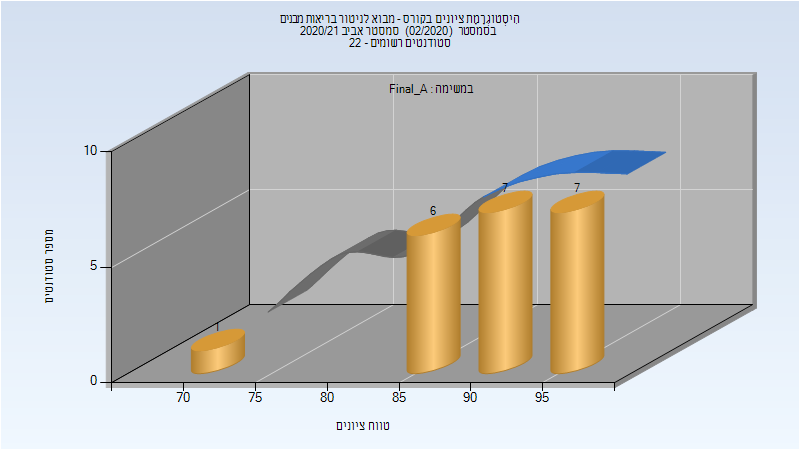 היסטוגרמת ציונים בקורס - מבוא לניטור בריאות מבנים
בסמסטר (02/2020) סמסטר אביב 2020/21
סטודנטים רשומים - 22
במשימה : Final_A
מספר סטודנטים
10
5
0
1
6
7
7
70 75 80 85 90 95
טווח ציונים